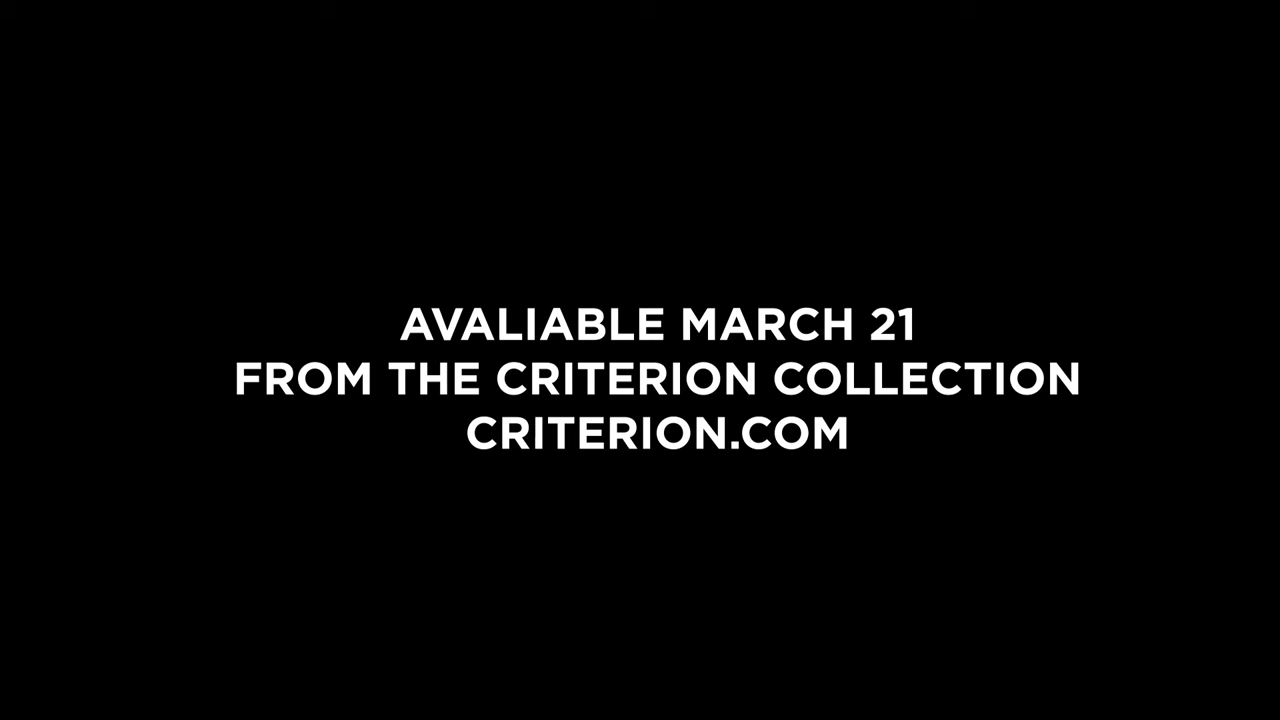 AVALIABLE MARCH 21
FROM THE CRITERION COLLECTION
CRITERION.COM